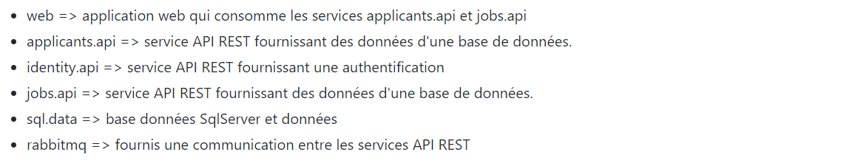 • web => application web qui consomme les services applicants.api et jobs.api
• applicants.api => service API REST fournissant des données d'une base de données.
• identity.api => service API REST fournissant une authentification
• jobs.api => service API REST fournissant des données d'une base de données.
• sql.data => base données SqlServer et données
• rabbitmq => fournis une communication entre les services API REST